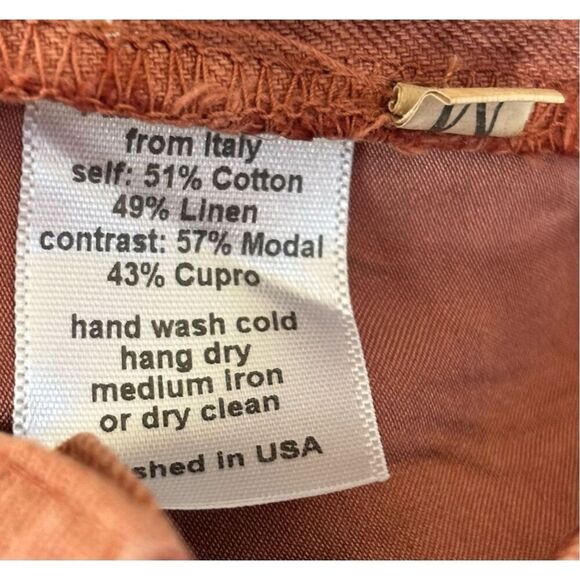 from Italy
self: 51% Cotton
49% Linen
contrast: 57% Modal
43% Cupro
hand wash cold
hang dry
medium iron
or dry clean
shed in USA